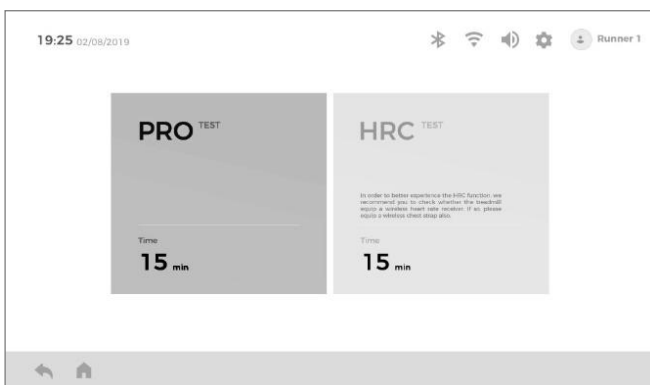 19:25 02/08/2019
Runner 1
PRO TEST
HRC TEST
In order to better experience the HRC function, we
recommend you to check whether the treadmill
equip a wireless heart rate receiver. If so, please
equip a wireless chest strap also.
Time
15 min
Time
15 min